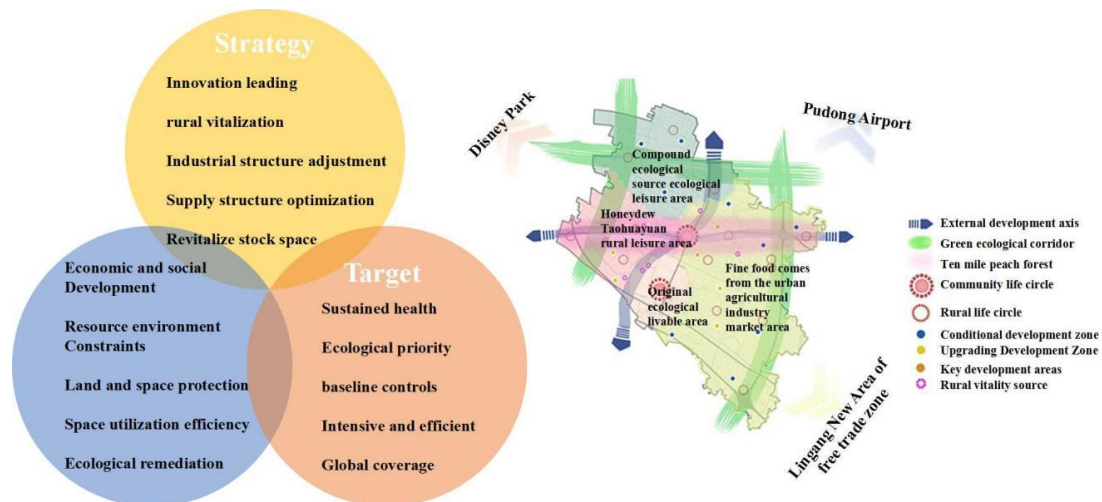 Strategy
Innovation leading
rural vitalization
Industrial structure adjustment
Supply structure optimization
Revitalize stock space
Economic and social
Development
Resource environment
Constraints
Land and space protection
Space utilization efficiency
Ecological remediation
Target
Sustained health
Ecological priority
baseline controls
Intensive and efficient
Global coverage
Disney Park
Pudong Airport
Compound
ecological
source ecological
leisure area
Honeydew
Taohuayuan
rural leisure area
Original
ecological
livable area
Fine food comes
from the urban
agricultural
industry
market area
Lingang New Area of
free trade zone
External development axis
Green ecological corridor
Ten mile peach forest
Community life circle
Rural life circle
Conditional development zone
Upgrading Development Zone
Key development areas
Rural vitality source